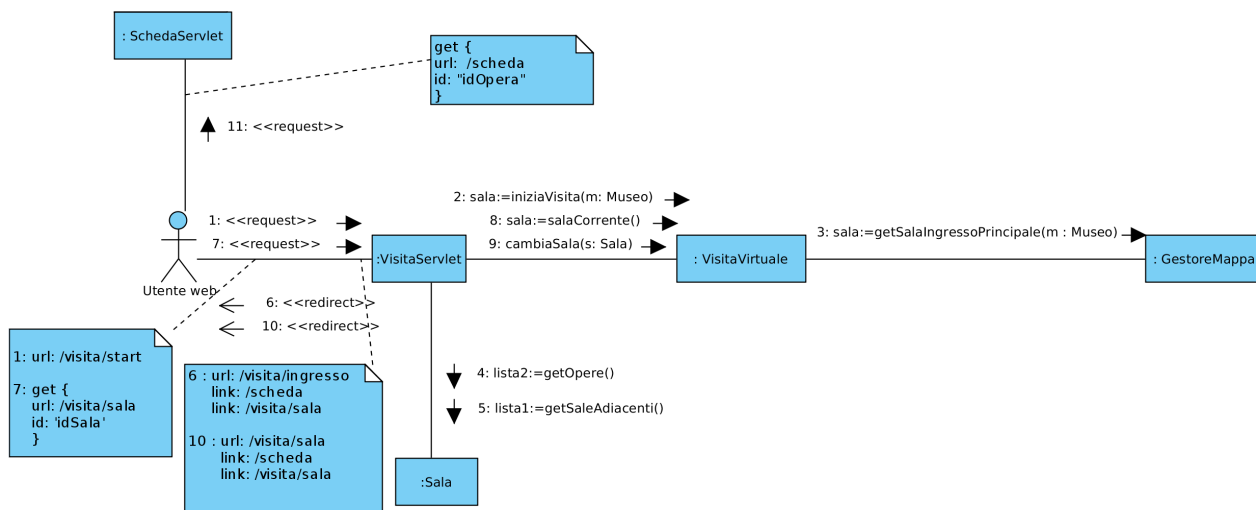 : SchedaServlet
get {
url:  /scheda
id: "idOpera"
}
11: <<request>>
2: sala:=iniziaVisita(m: Museo)
1: <<request>>
8: sala:=salaCorrente()
7: <<request>>
9: cambiaSala(s: Sala)
3: sala:=getSalaIngressoPrincipale(m : Museo)
:VisitaServlet
: VisitaVirtuale
: GestoreMappa
Utente web
6: <<redirect>>
10: <<redirect>>
1: url: /visita/start
7: get {
url: /visita/sala
id: 'idSala'
}
6 : url: /visita/ingresso
link: /scheda
link: /visita/sala
10 : url: /visita/sala
link: /scheda
link: /visita/sala
4: lista2:=getOpere()
5: lista1:=getSaleAdiacenti()
:Sala